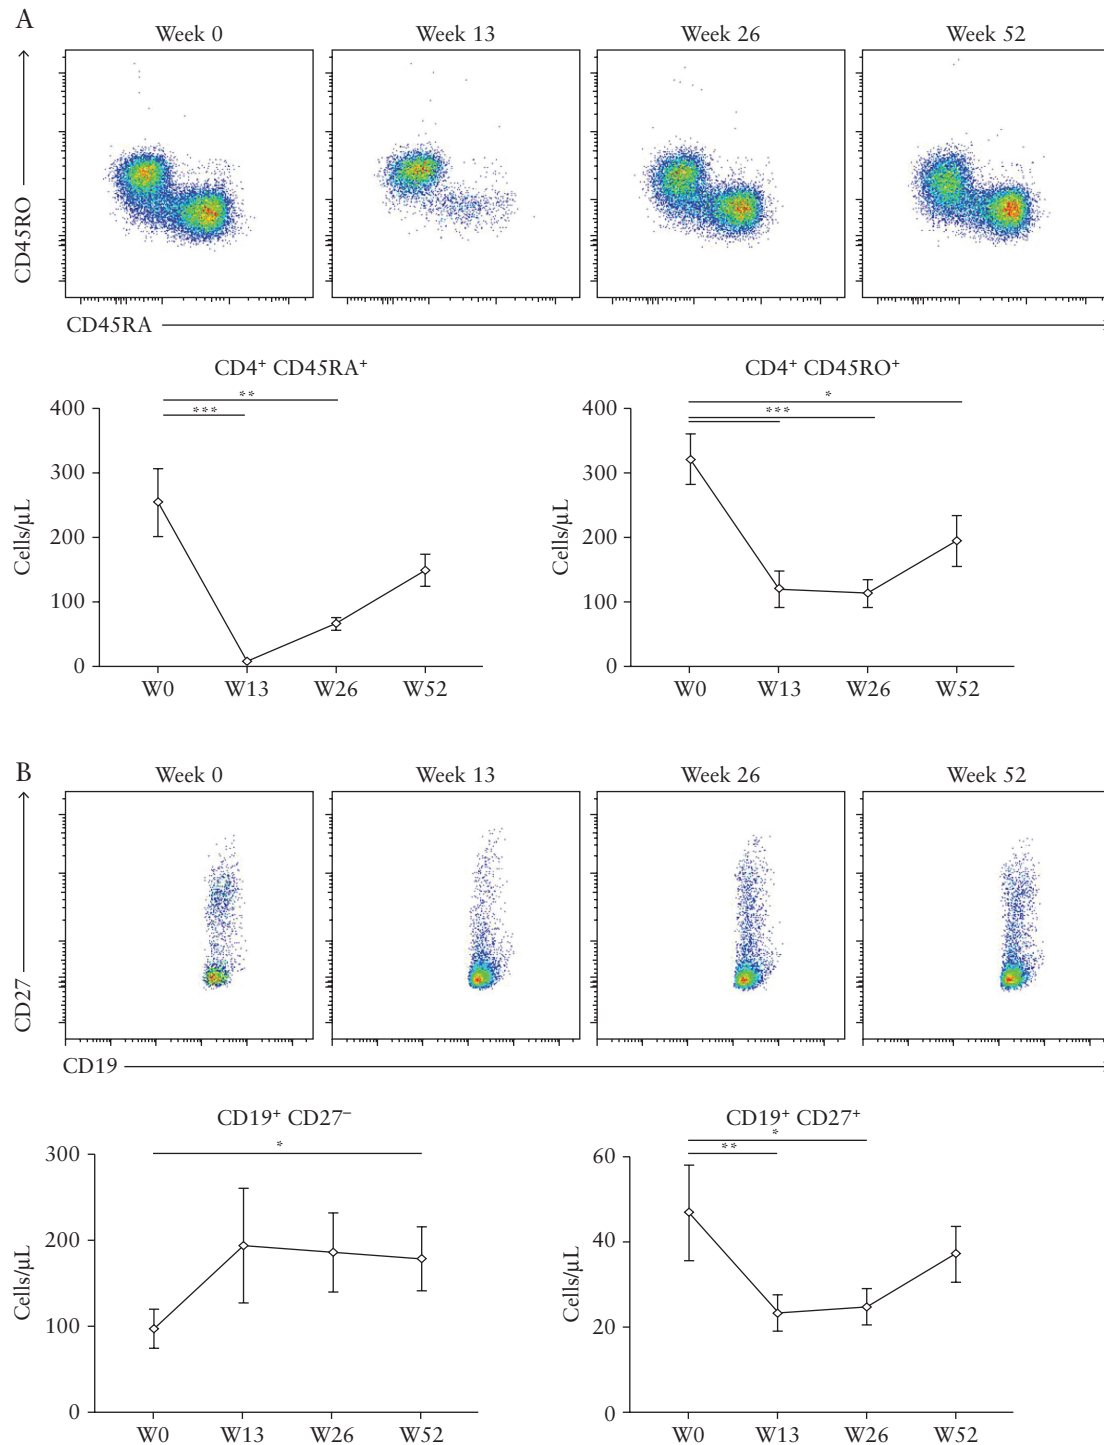 A
Week 0 Week 13 Week 26 Week 52
CD45RO
CD45RA
CD4⁺ CD45RA⁺
**
***
400
300
200
100
0
Cells/µL
W0 W13 W26 W52
CD4⁺ CD45RO⁺
*
***
400
300
200
100
0
Cells/µL
W0 W13 W26 W52
B
Week 0 Week 13 Week 26 Week 52
CD27
CD19
CD19⁺ CD27⁻
*
300
200
100
0
Cells/µL
W0 W13 W26 W52
CD19⁺ CD27⁺
*
**
60
40
20
0
Cells/µL
W0 W13 W26 W52